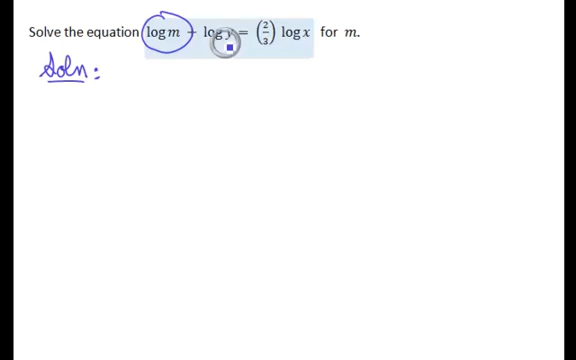 Solve the equation log m + log y = (2/3) log x for m.
Soln: